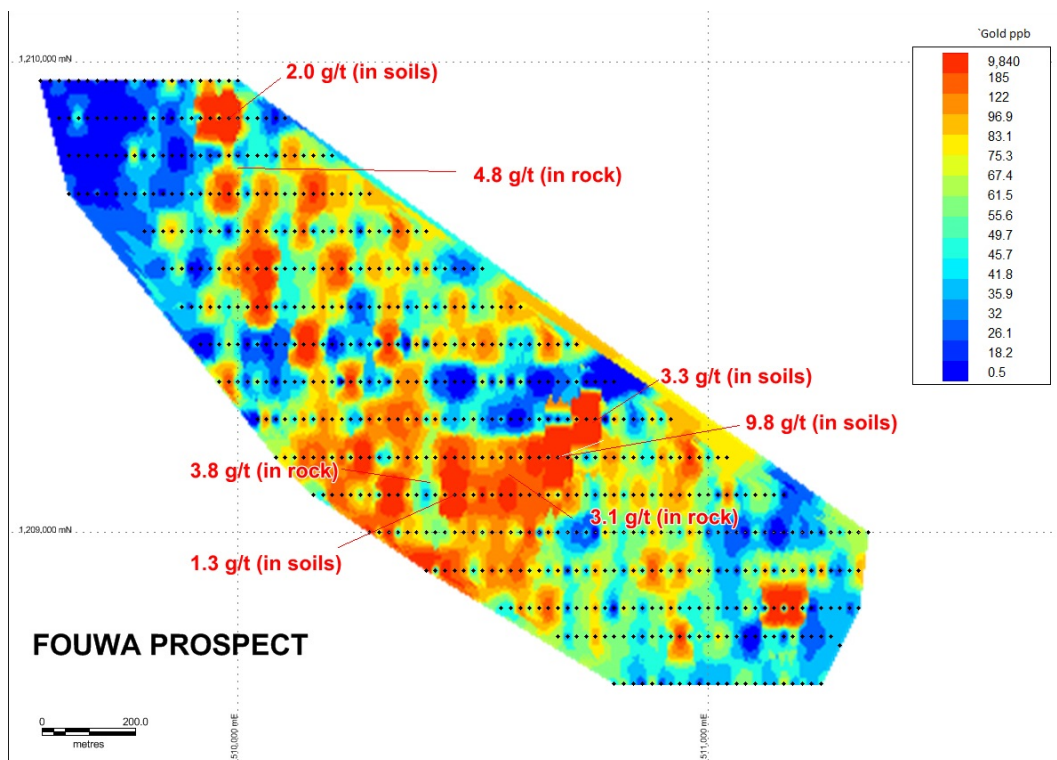 `Gold ppb
1,210,000 mN
9,840
185
122
96.9
83.1
75.3
67.4
61.5
55.6
49.7
41.8
35.9
32
26.1
18.2
0.5
2.0 g/t (in soils)
4.8 g/t (in rock)
3.3 g/t (in soils)
9.8 g/t (in soils)
3.8 g/t (in rock)
3.1 g/t (in rock)
1,209,000 mN
1.3 g/t (in soils)
FOUWA PROSPECT
0 200.0
metres
510,000 mE
511,000 mE